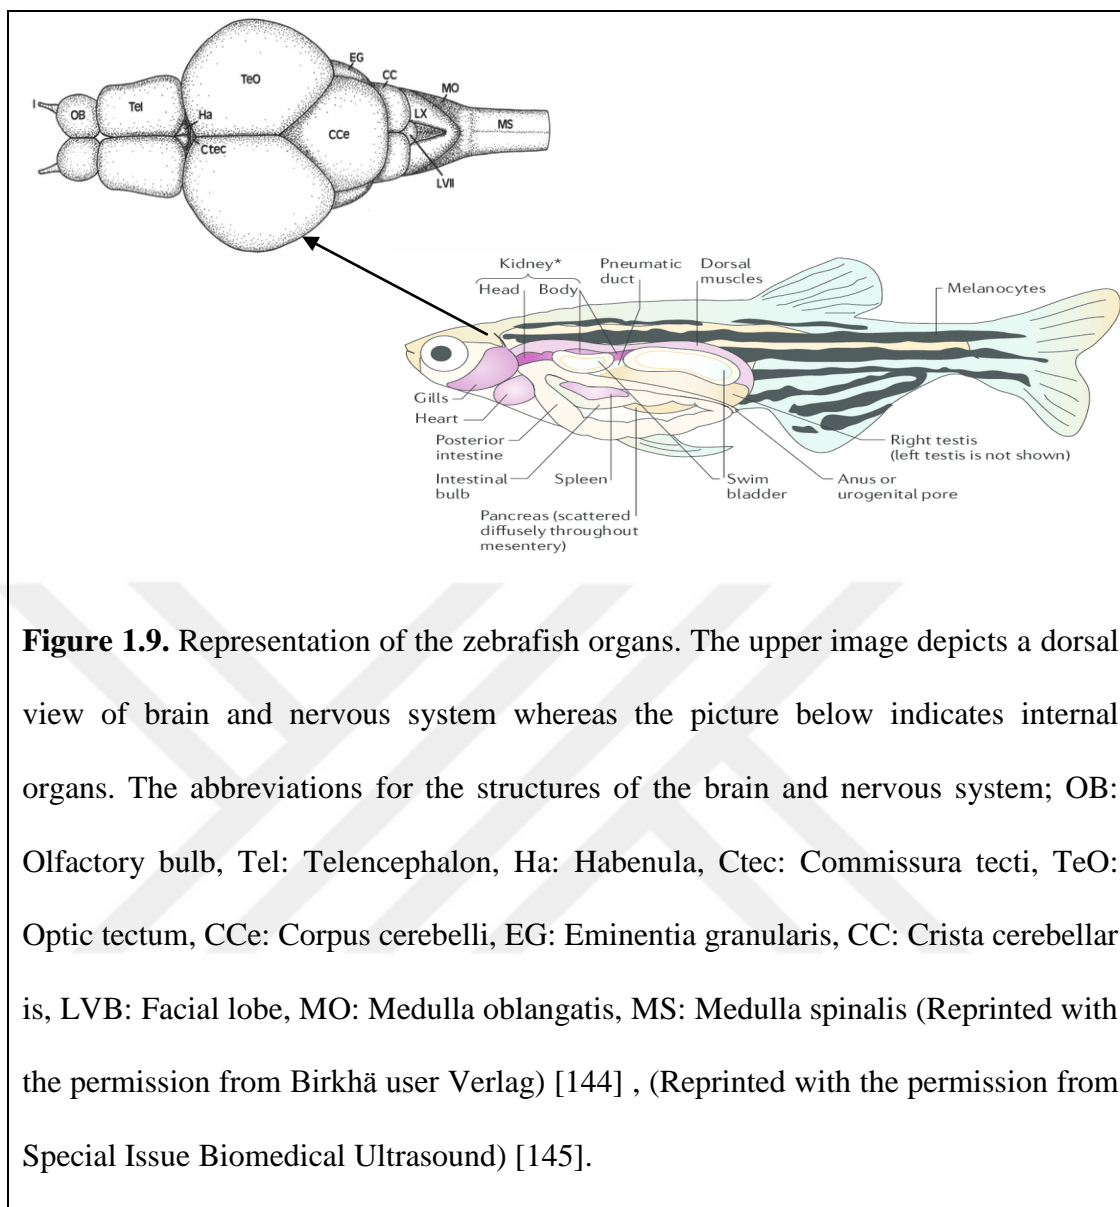 EG
TeO
CC
MO
I
OB
Tel
Ha
LX
MS
CCe
Ctec
LVII
Kidney*
Head Body
Pneumatic
duct
Dorsal
muscles
Melanocytes
Gills
Heart
Posterior
intestine
Intestinal
bulb
Spleen
Pancreas (scattered
diffusely throughout
mesentery)
Swim
bladder
Anus or
urogenital pore
Right testis
(left testis is not shown)
Figure 1.9. Representation of the zebrafish organs. The upper image depicts a dorsal
view of brain and nervous system whereas the picture below indicates internal
organs. The abbreviations for the structures of the brain and nervous system; OB:
Olfactory bulb, Tel: Telencephalon, Ha: Habenula, Ctec: Commissura tecti, TeO:
Optic tectum, CCe: Corpus cerebelli, EG: Eminentia granularis, CC: Crista cerebellar
is, LVB: Facial lobe, MO: Medulla oblangatis, MS: Medulla spinalis (Reprinted with
the permission from Birkhä user Verlag) [144] , (Reprinted with the permission from
Special Issue Biomedical Ultrasound) [145].